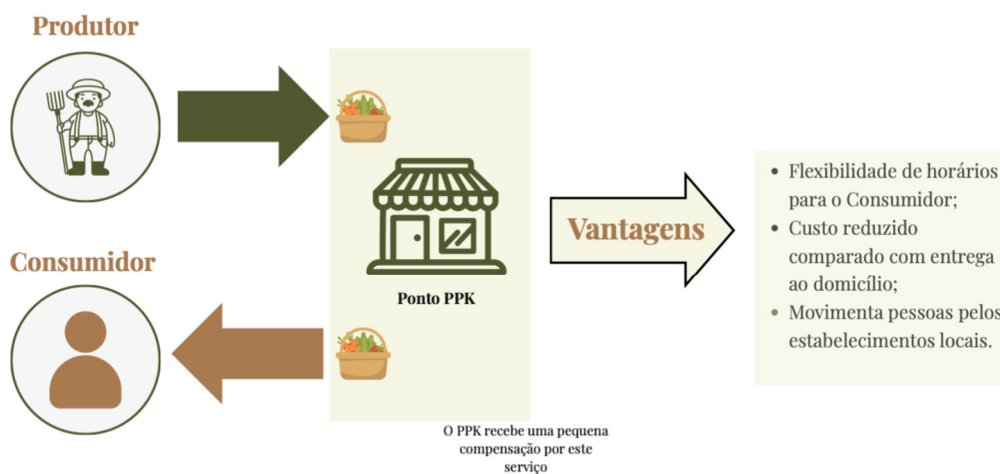 Produtor
Consumidor
Ponto PPK
O PPK recebe uma pequena
compensação por este
serviço
Vantagens
• Flexibilidade de horários
para o Consumidor;
• Custo reduzido
comparado com entrega
ao domicílio;
• Movimenta pessoas pelos
estabelecimentos locais.